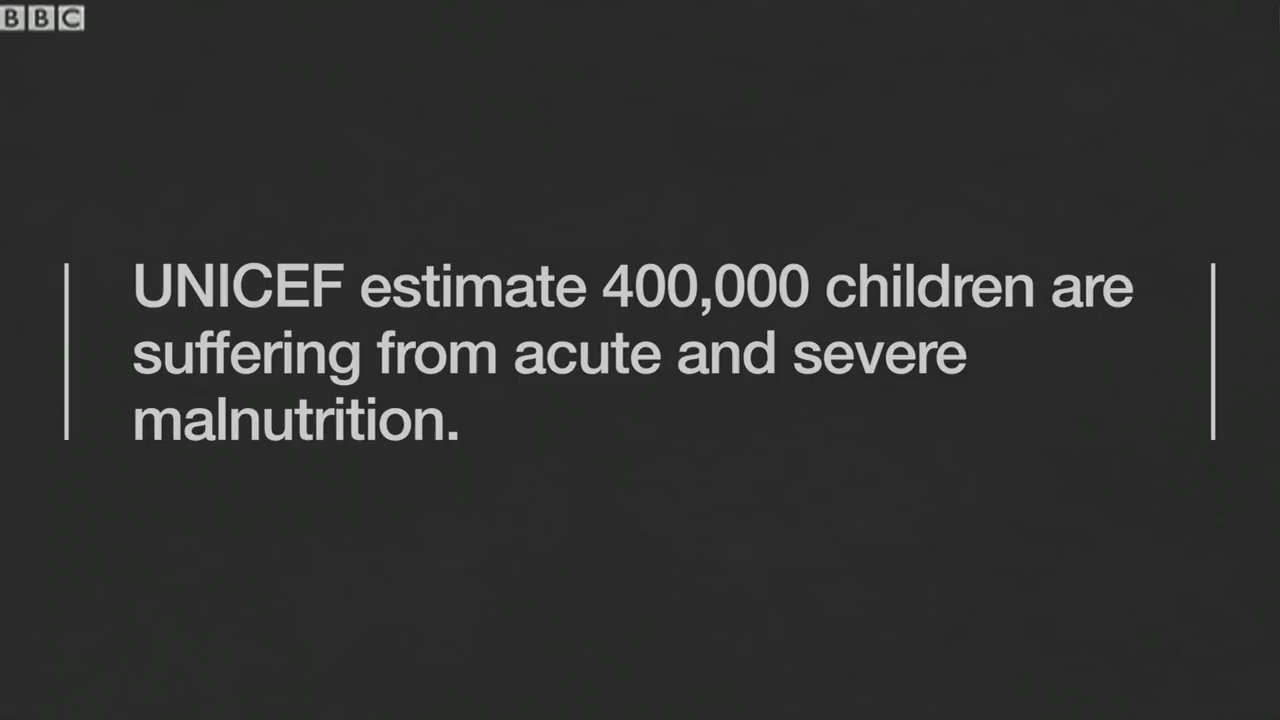 BBC
UNICEF estimate 400,000 children are
suffering from acute and severe
malnutrition.